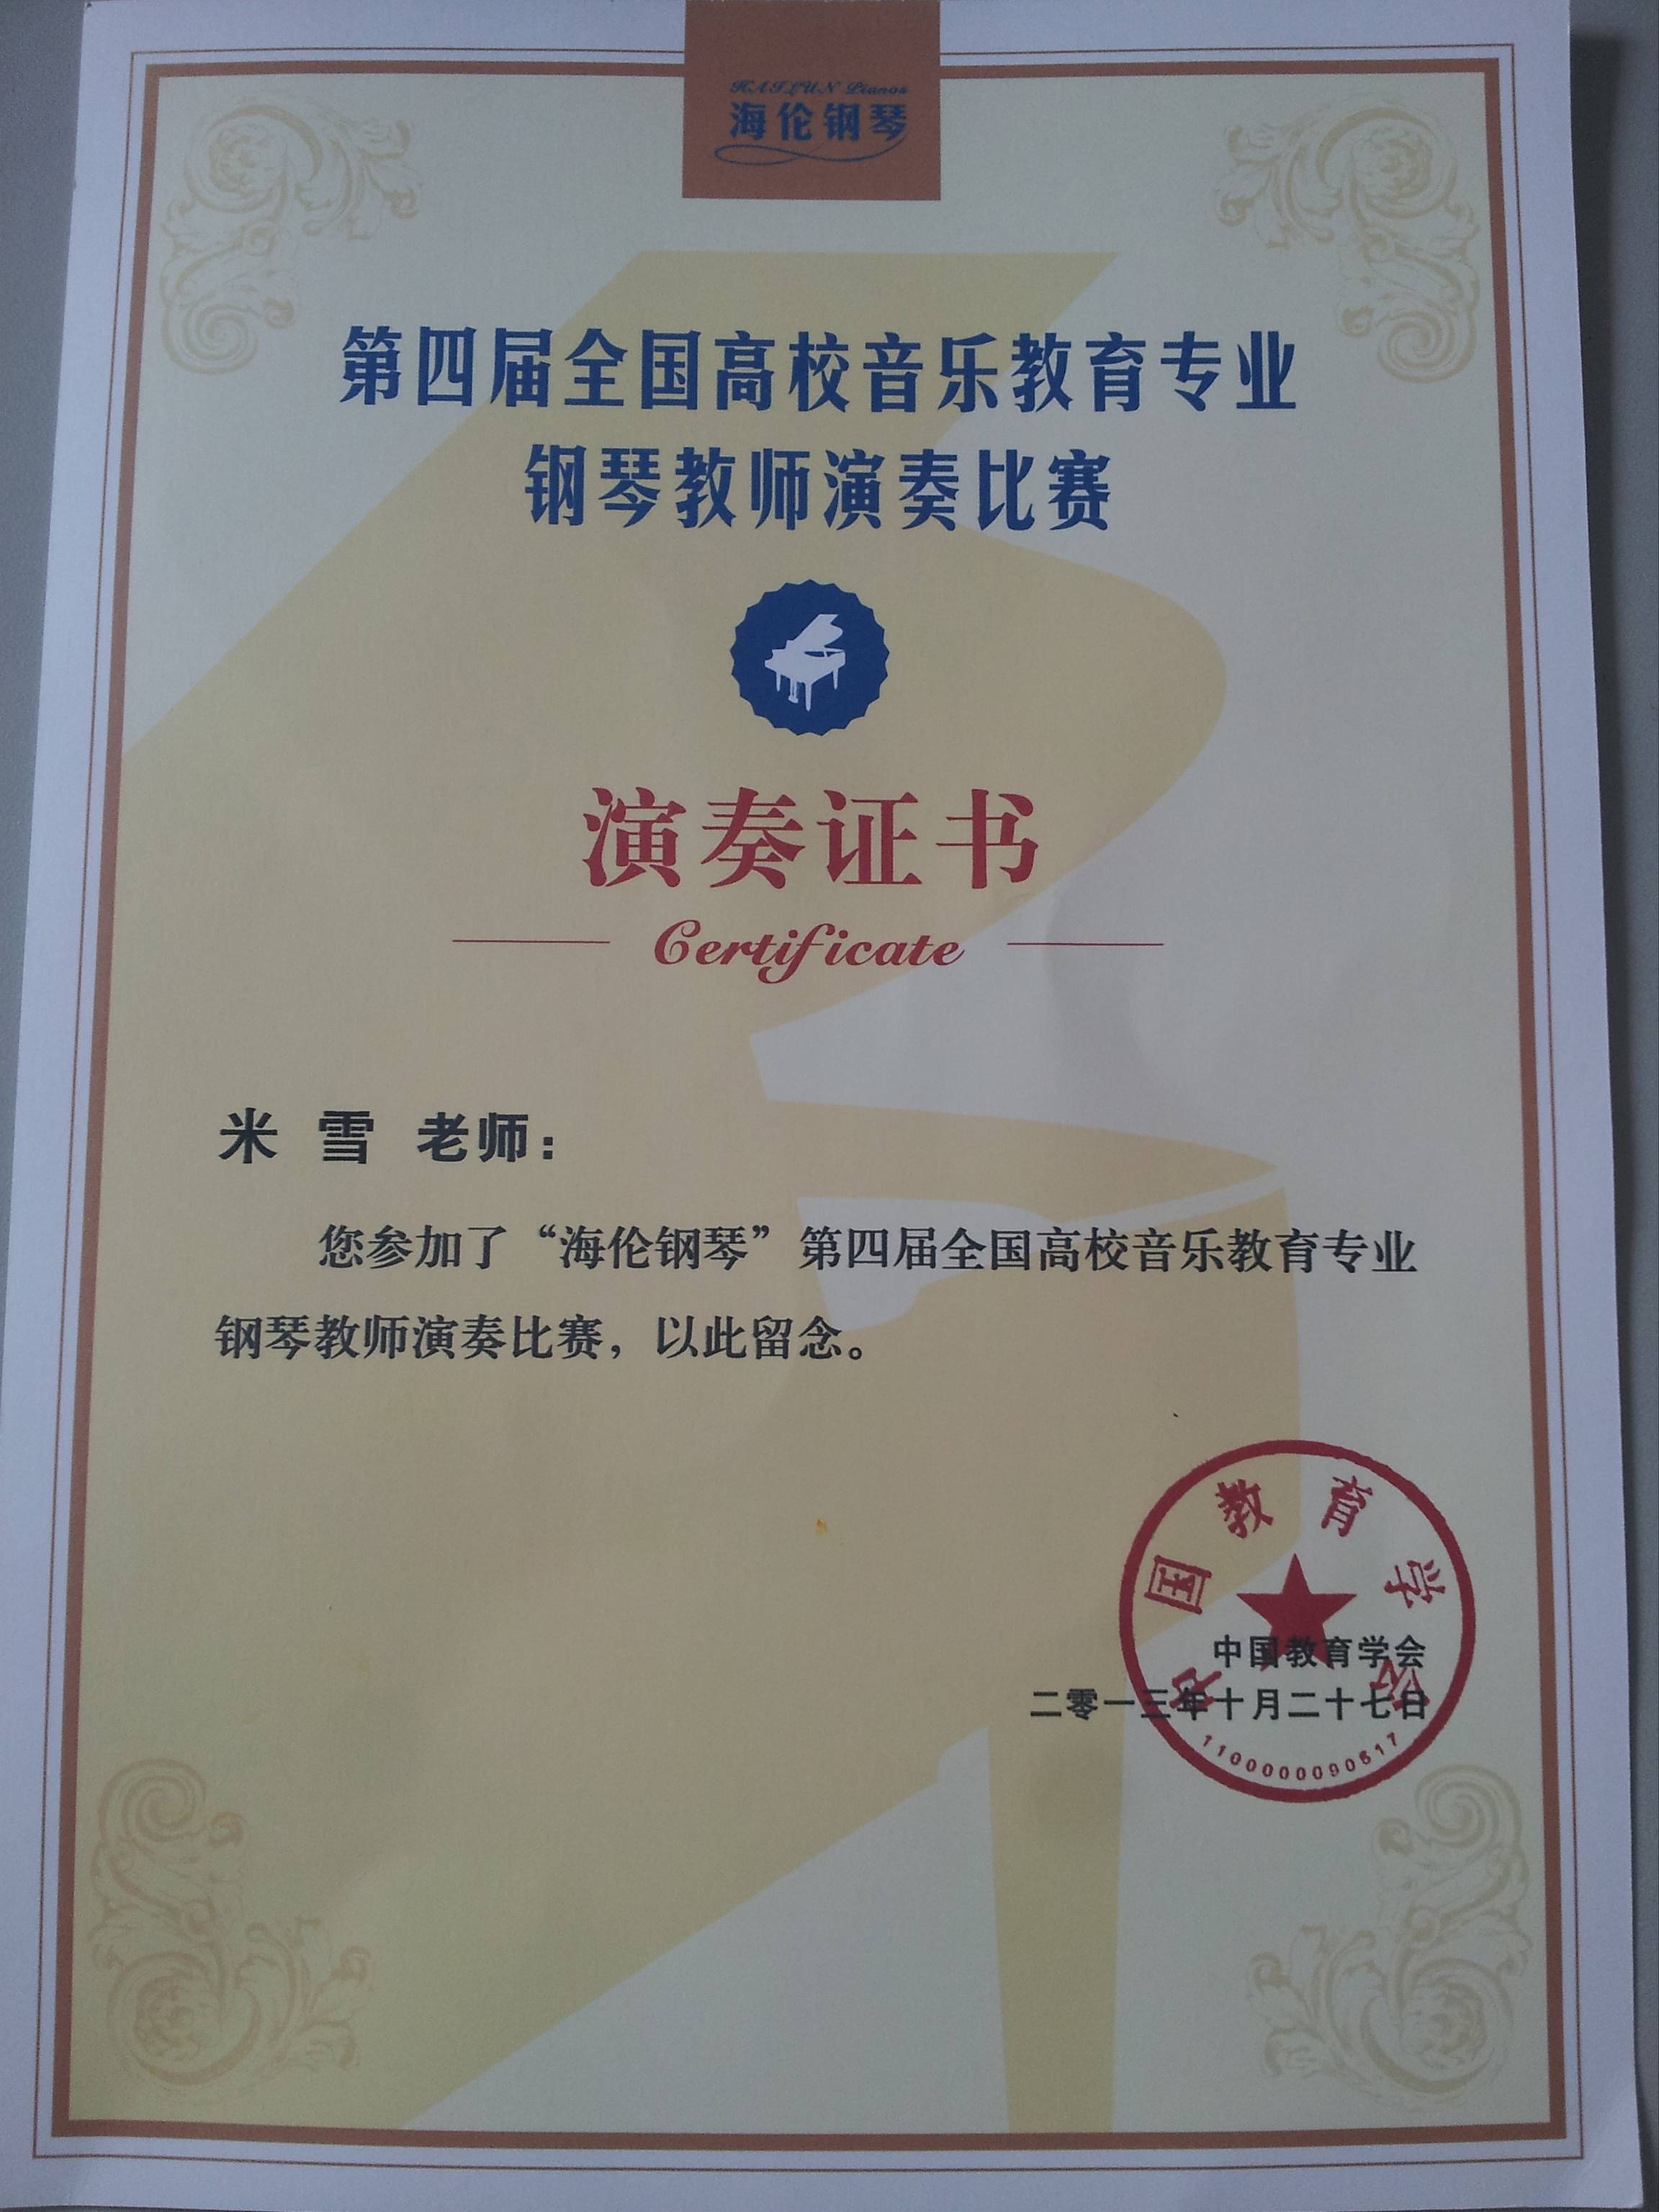 HAILUN Pianos
海伦钢琴
第四届全国高校音乐教育专业
钢琴教师演奏比赛
演奏证书
Certificate
米 雪 老师：
您参加了“海伦钢琴”第四届全国高校音乐教育专业
钢琴教师演奏比赛，以此留念。
中国教育学会
中国教育学会
二零一三年十月二十七日
1100000090617